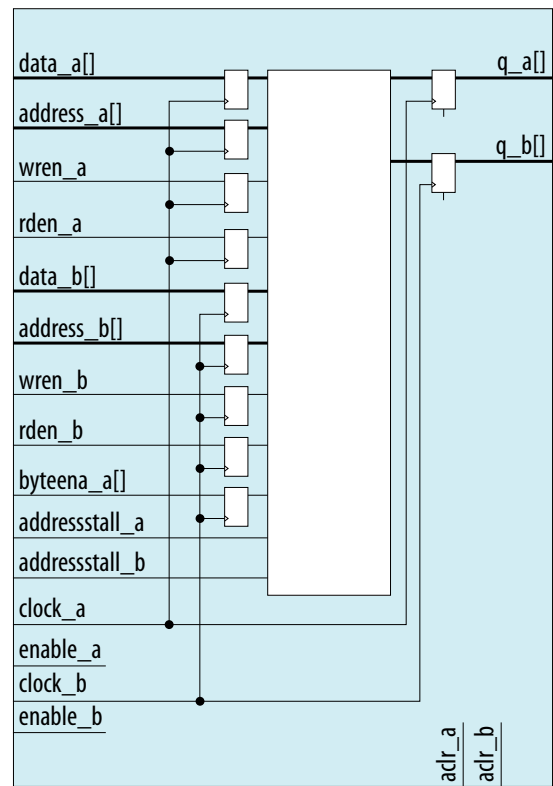 data_a[]
q_a[]
address_a[]
q_b[]
wren_a
rden_a
data_b[]
address_b[]
wren_b
rden_b
byteena_a[]
addressstall_a
addressstall_b
clock_a
enable_a
clock_b
enable_b
aclr_a
aclr_b